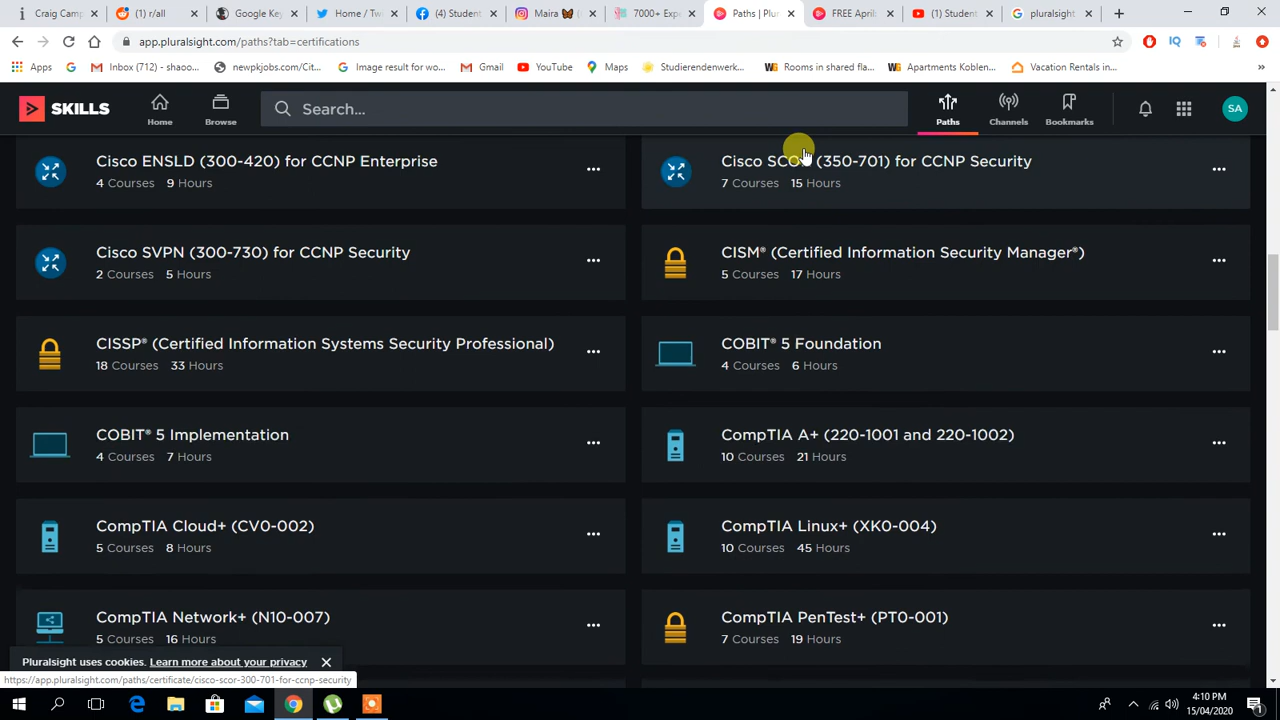 Craig Camp
(1) r/all
Google Key
Home / Tw
(4) Student
Maira
7000+ Exp
Paths | Plur
FREE April
(1) Student
pluralsight
app.pluralsight.com/paths?tab=certifications
Apps
Inbox (712) - shaoo...
newpkjobs.com/Cit...
Image result for wo...
Gmail
YouTube
Maps
Studierendenwerk...
Rooms in shared fla...
Apartments Koblen...
Vacation Rentals in...
SKILLS
Home
Browse
Search...
Paths
Channels
Bookmarks
SA
Cisco ENSLD (300-420) for CCNP Enterprise
4 Courses 9 Hours
Cisco SCOR (350-701) for CCNP Security
7 Courses 15 Hours
Cisco SVPN (300-730) for CCNP Security
2 Courses 5 Hours
CISM® (Certified Information Security Manager®)
5 Courses 17 Hours
CISSP® (Certified Information Systems Security Professional)
18 Courses 33 Hours
COBIT® 5 Foundation
4 Courses 6 Hours
COBIT® 5 Implementation
4 Courses 7 Hours
CompTIA A+ (220-1001 and 220-1002)
10 Courses 21 Hours
CompTIA Cloud+ (CV0-002)
5 Courses 8 Hours
CompTIA Linux+ (XK0-004)
10 Courses 45 Hours
CompTIA Network+ (N10-007)
5 Courses 16 Hours
CompTIA PenTest+ (PT0-001)
7 Courses 19 Hours
Pluralsight uses cookies. Learn more about your privacy
https://app.pluralsight.com/paths/certificate/cisco-scor-300-701-for-ccnp-security
4:10 PM
15/04/2020